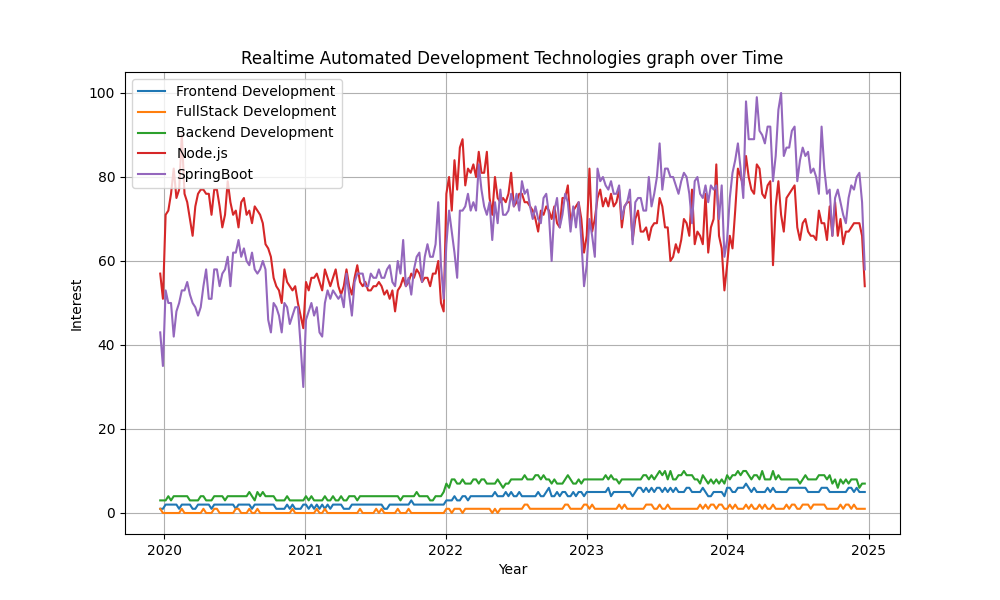 Realtime Automated Development Technologies graph over Time
100
80
60
40
20
0
Interest
Frontend Development
FullStack Development
Backend Development
Node.js
SpringBoot
2020
2021
2022
2023
2024
2025
Year